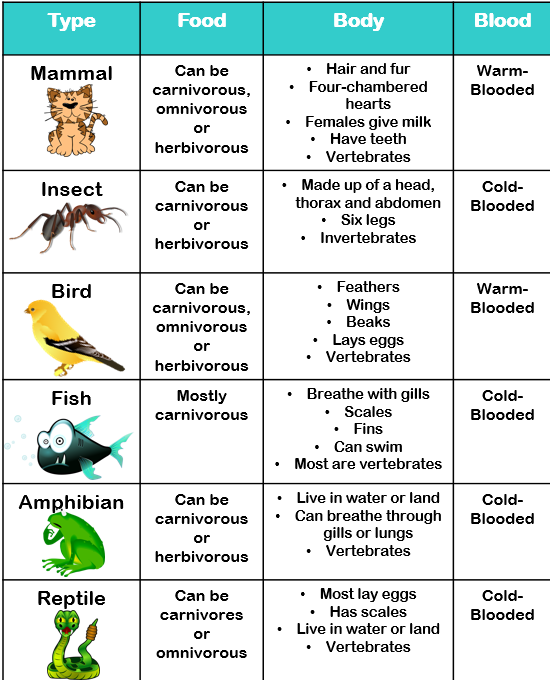 Type Food Body Blood
Mammal
Can be
carnivorous,
omnivorous
or
herbivorous
• Hair and fur
• Four-chambered
hearts
• Females give milk
• Have teeth
• Vertebrates
Warm-
Blooded
Insect
Can be
carnivorous
or
herbivorous
• Made up of a head,
thorax and abdomen
• Six legs
• Invertebrates
Cold-
Blooded
Bird
Can be
carnivorous,
omnivorous
or
herbivorous
• Feathers
• Wings
• Beaks
• Lays eggs
• Vertebrates
Warm-
Blooded
Fish
Mostly
carnivorous
• Breathe with gills
• Scales
• Fins
• Can swim
• Most are vertebrates
Cold-
Blooded
Amphibian
Can be
carnivorous
or
herbivorous
• Live in water or land
• Can breathe through
gills or lungs
• Vertebrates
Cold-
Blooded
Reptile
Can be
carnivores
or
omnivorous
• Most lay eggs
• Has scales
• Live in water or land
• Vertebrates
Cold-
Blooded